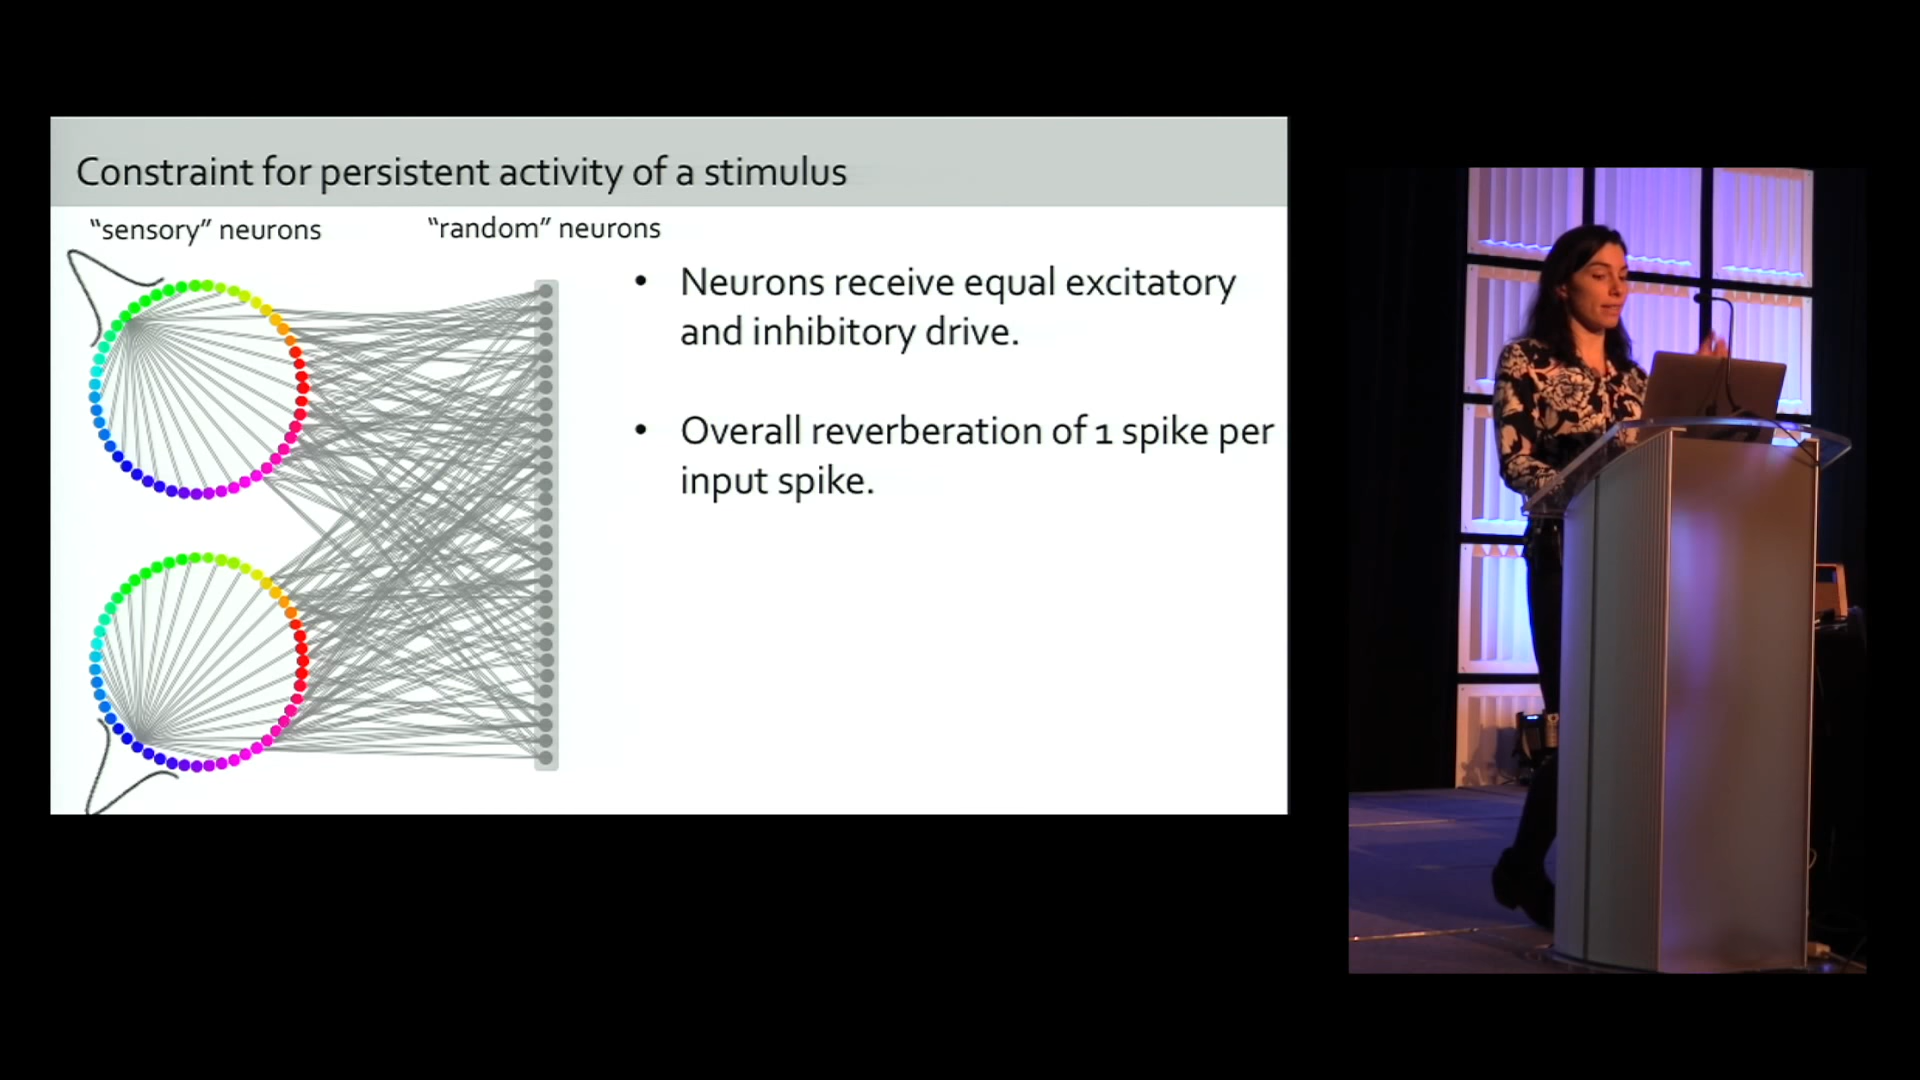 Constraint for persistent activity of a stimulus
“sensory” neurons
“random” neurons
• Neurons receive equal excitatory
and inhibitory drive.
• Overall reverberation of 1 spike per
input spike.